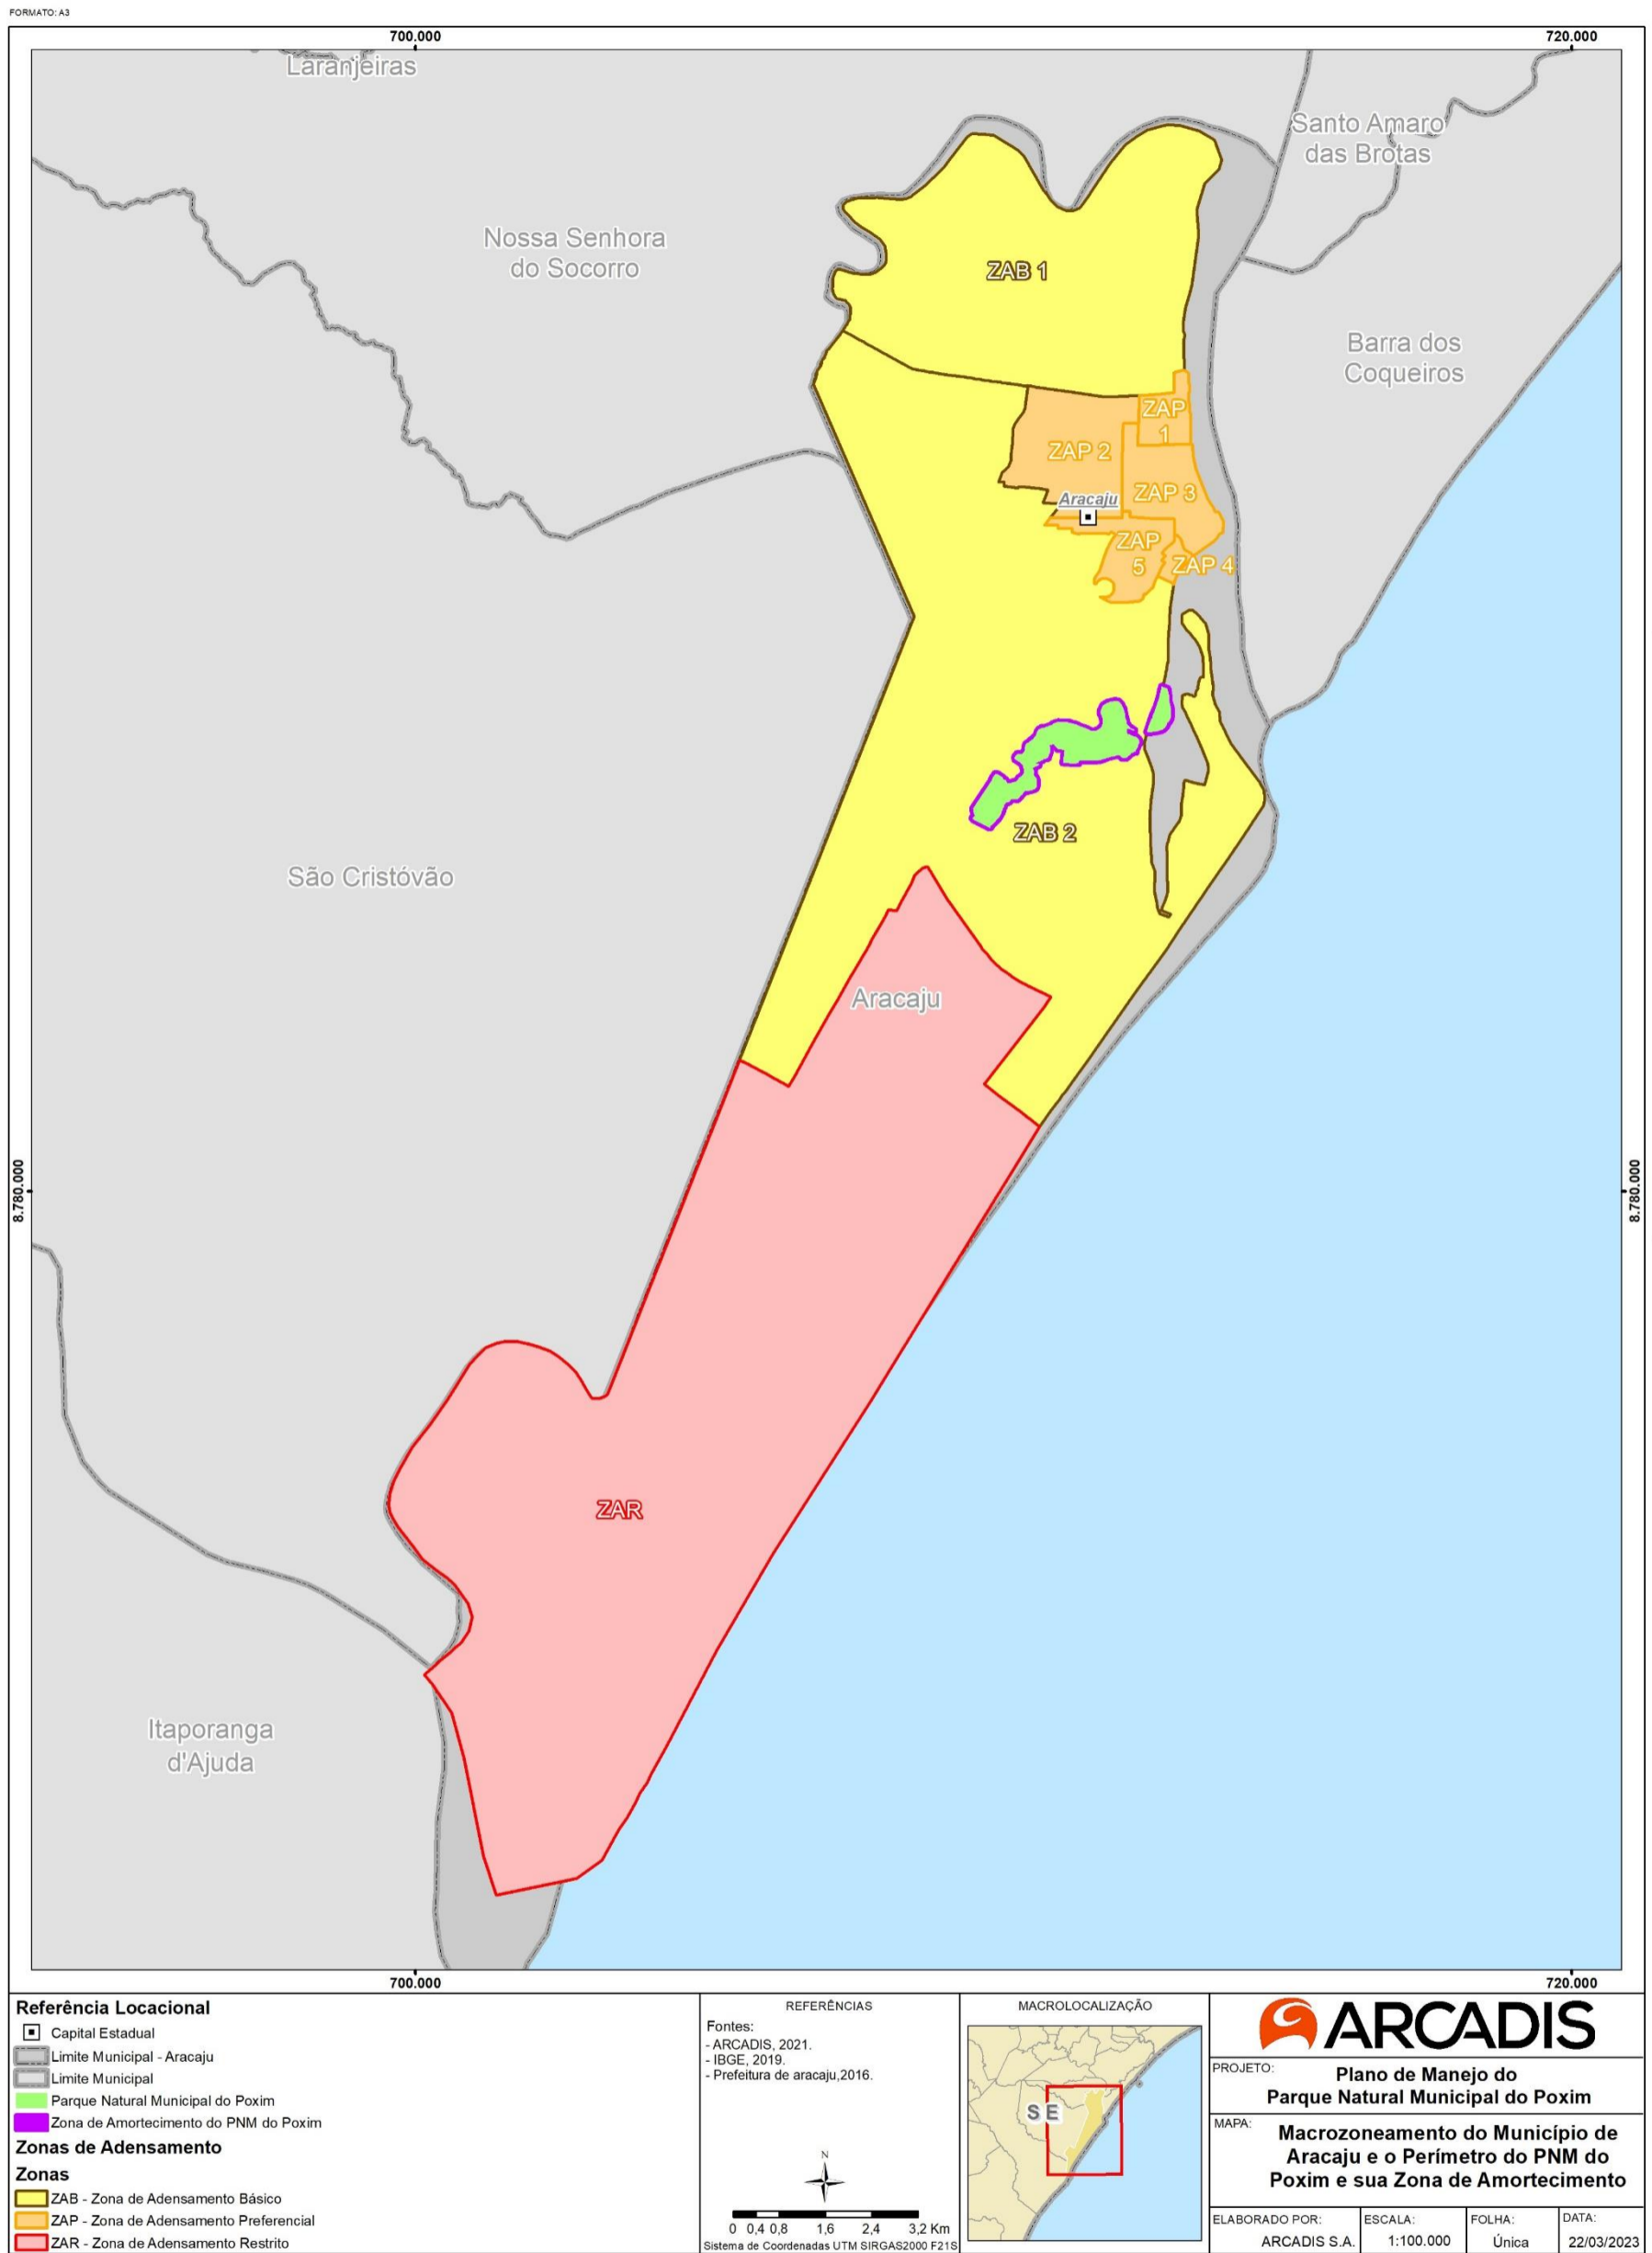 FORMATO: A3
700.000
720.000
Laranjeiras
Santo Amaro
das Brotas
Nossa Senhora
do Socorro
ZAB 1
Barra dos
Coqueiros
ZAP
1
ZAP 2
ZAP 3
Aracaju
ZAP
5
ZAP 4
ZAB 2
São Cristóvão
Aracaju
8.780.000
8.780.000
ZAR
Itaporanga
d'Ajuda
700.000
720.000
Referência Locacional
Capital Estadual
Limite Municipal - Aracaju
Limite Municipal
Parque Natural Municipal do Poxim
Zona de Amortecimento do PNM do Poxim
Zonas de Adensamento
Zonas
ZAB - Zona de Adensamento Básico
ZAP - Zona de Adensamento Preferencial
ZAR - Zona de Adensamento Restrito
REFERÊNCIAS
Fontes:
- ARCADIS, 2021.
- IBGE, 2019.
- Prefeitura de aracaju,2016.
N
0 0,4 0,8 1,6 2,4 3,2 Km
Sistema de Coordenadas UTM SIRGAS2000 F21S
MACROLOCALIZAÇÃO
S E
ARCADIS
PROJETO:
Plano de Manejo do
Parque Natural Municipal do Poxim
MAPA:
Macrozoneamento do Município de
Aracaju e o Perímetro do PNM do
Poxim e sua Zona de Amortecimento
ELABORADO POR:
ARCADIS S.A.
ESCALA:
1:100.000
FOLHA:
Única
DATA:
22/03/2023